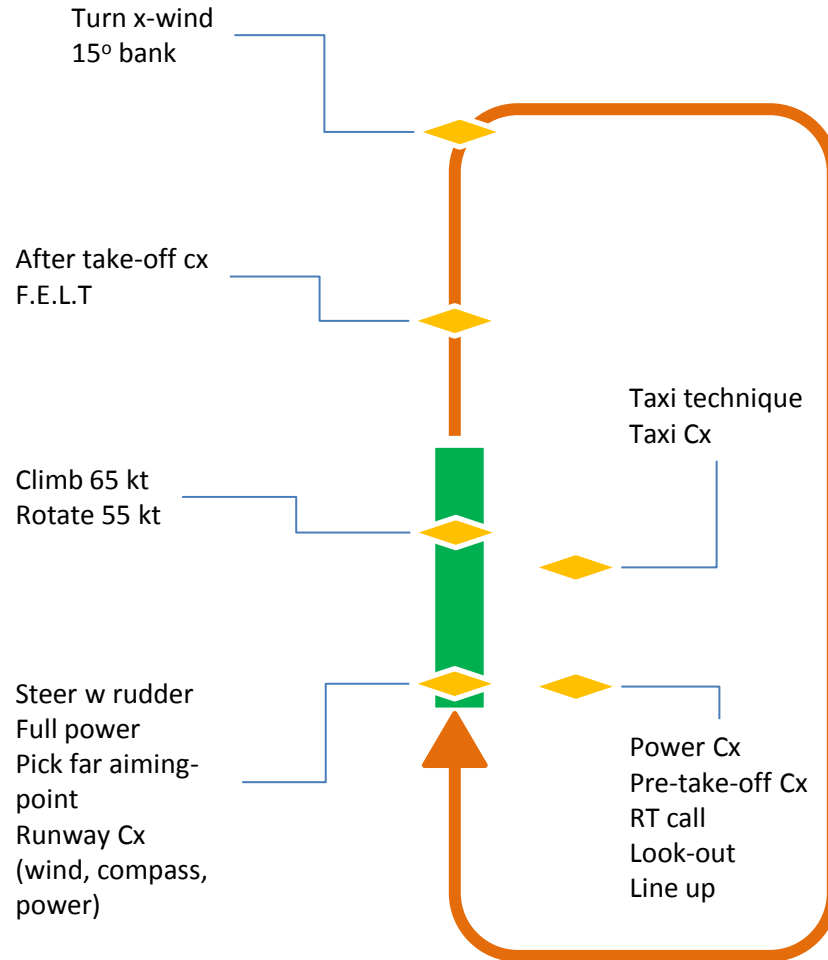 Turn x-wind
15º bank
After take-off cx
F.E.L.T
Taxi technique
Taxi Cx
Climb 65 kt
Rotate 55 kt
Steer w rudder
Full power
Pick far aiming-
point
Runway Cx
(wind, compass,
power)
Power Cx
Pre-take-off Cx
RT call
Look-out
Line up